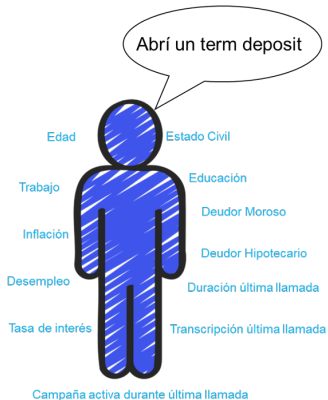 Abrí un term deposit
Edad
Estado Civil
Trabajo
Educación
Deudor Moroso
Inflación
Deudor Hipotecario
Desempleo
Duración última llamada
Tasa de interés
Transcripción última llamada
Campaña activa durante última llamada